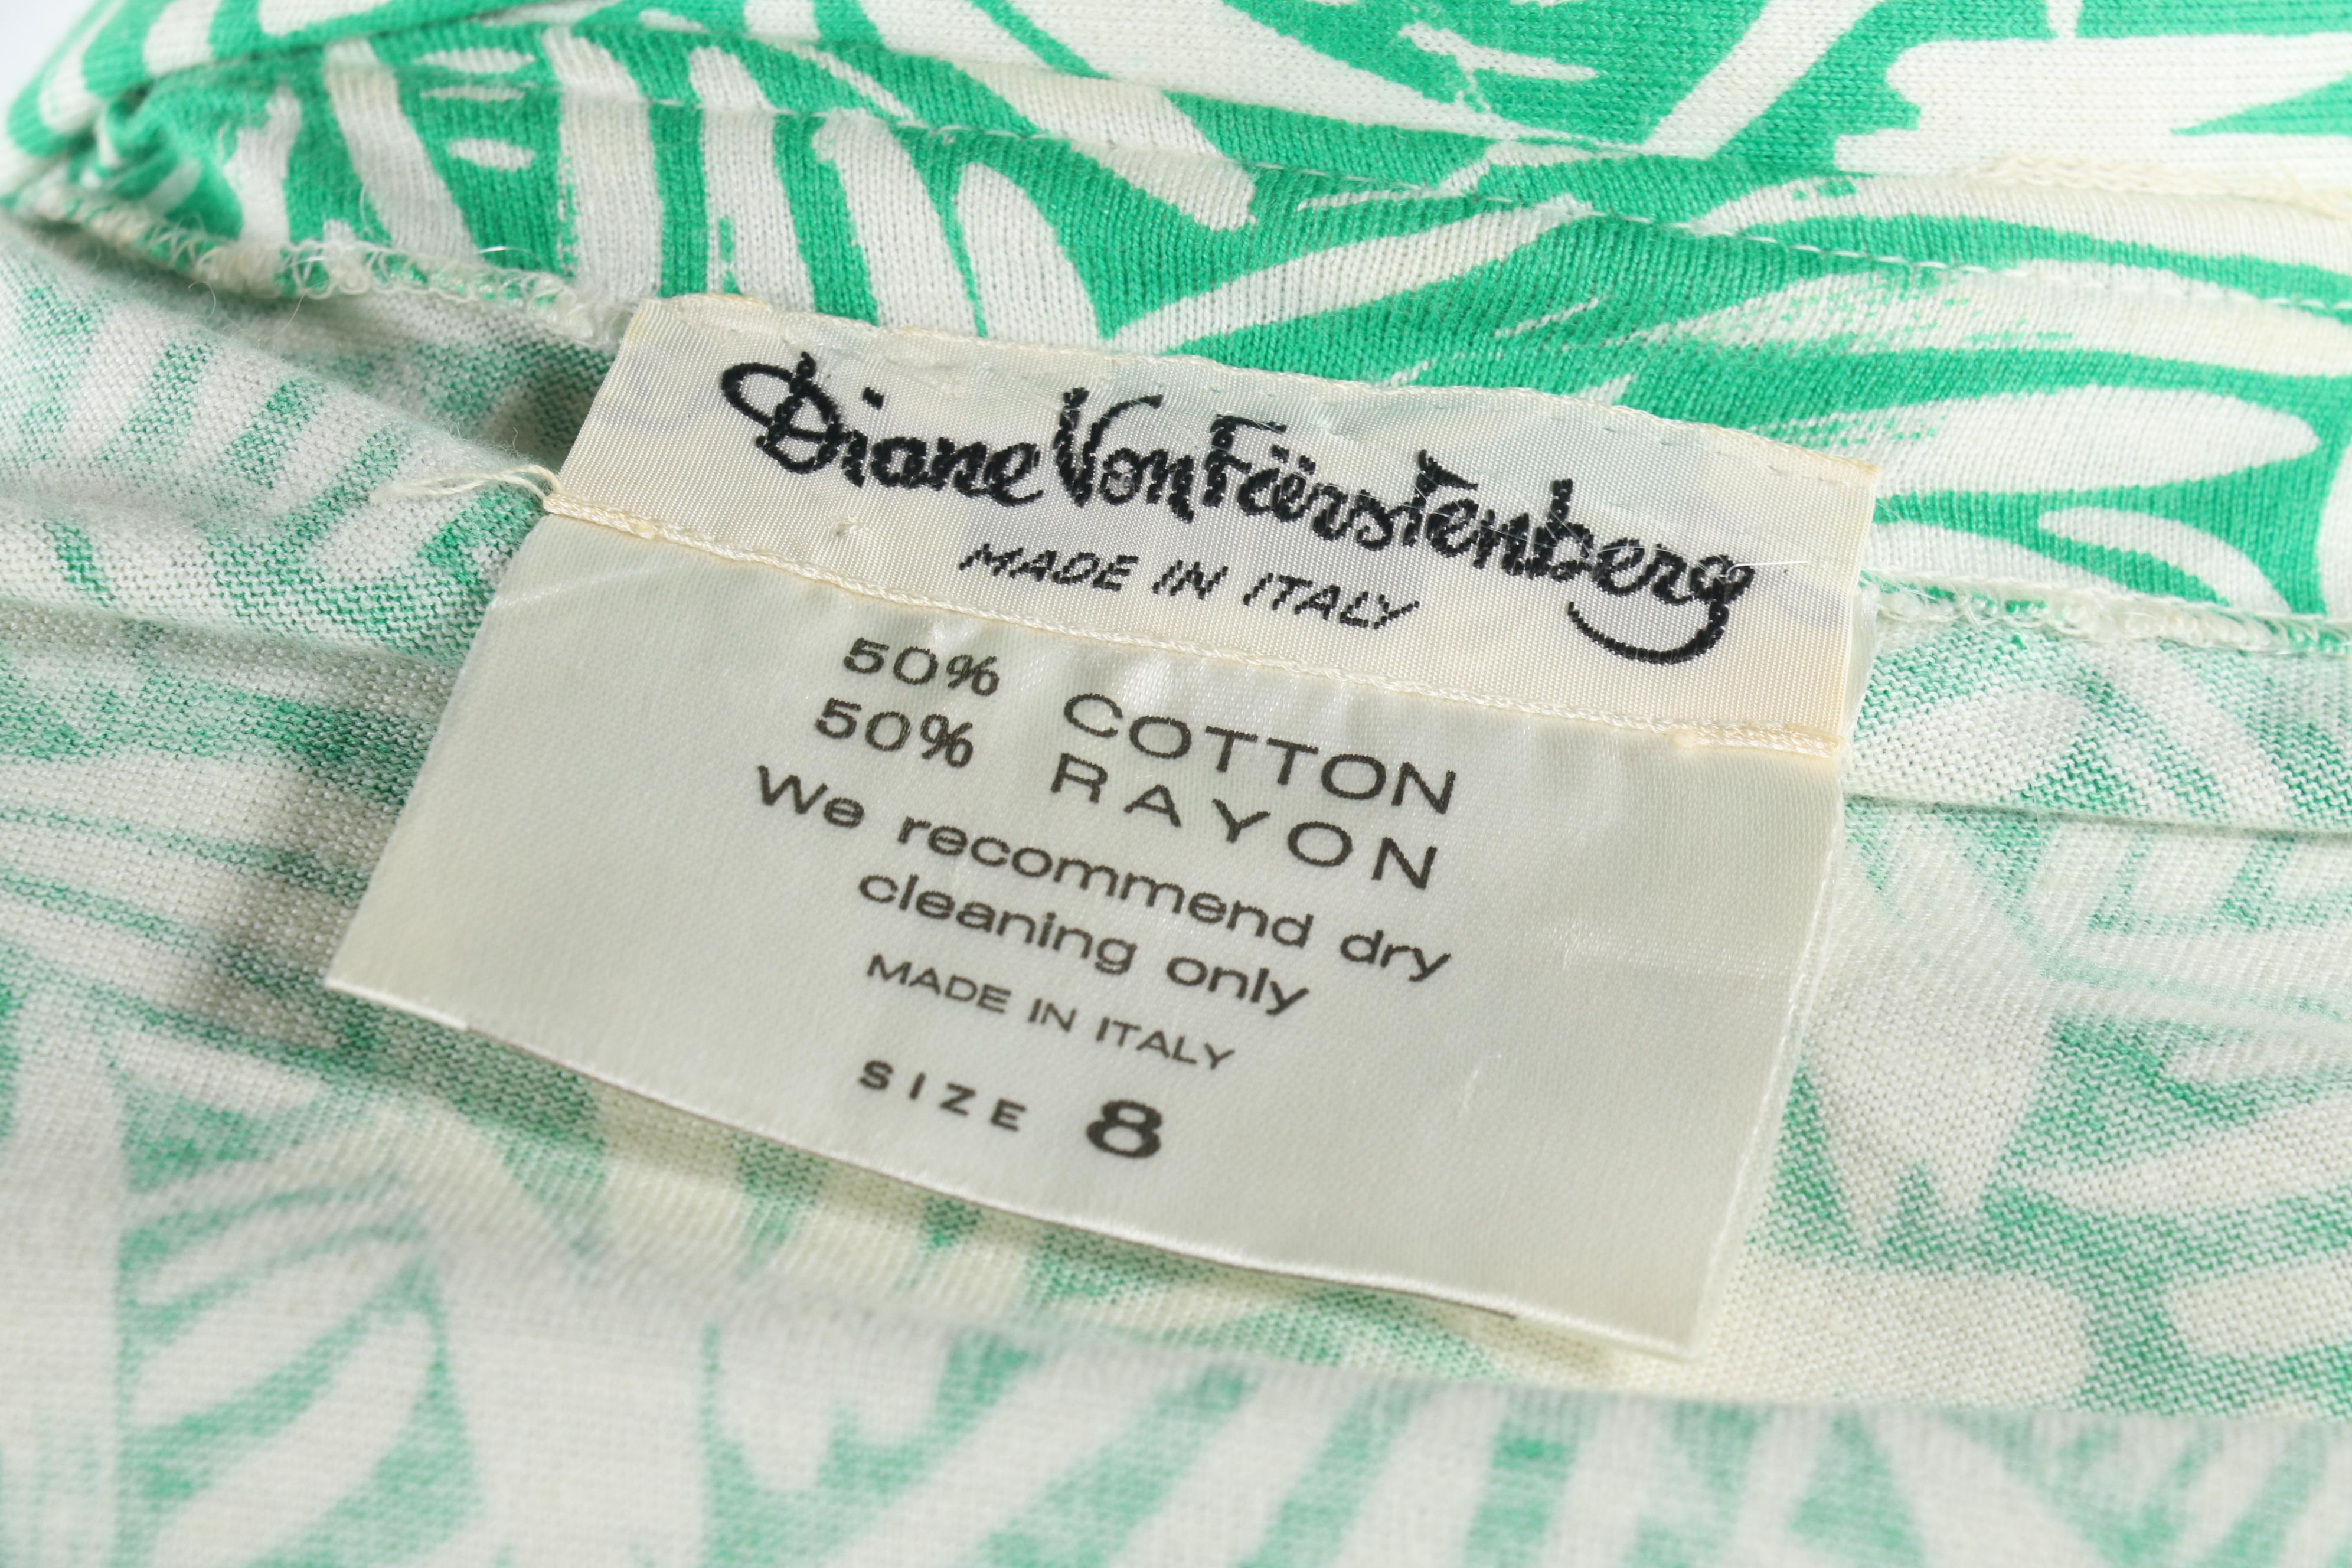 Diane Von Fürstenberg
MADE IN ITALY
50% COTTON
50% RAYON
We recommend dry
cleaning only
MADE IN ITALY
SIZE 8